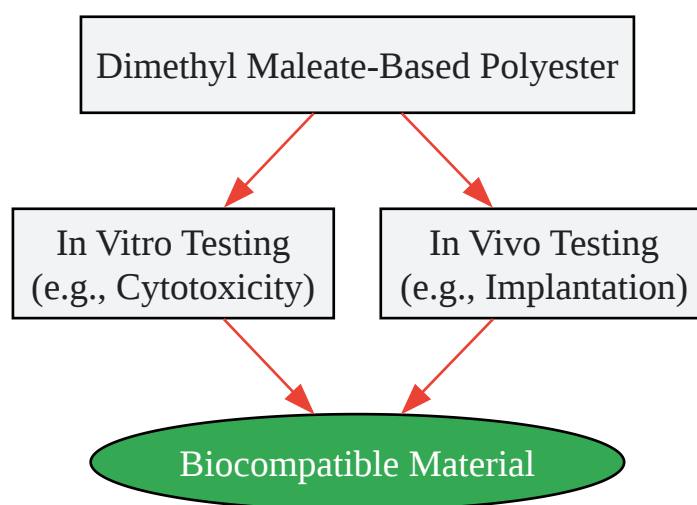 Dimethyl Maleate-Based Polyester
In Vitro Testing
(e.g., Cytotoxicity)
In Vivo Testing
(e.g., Implantation)
Biocompatible Material